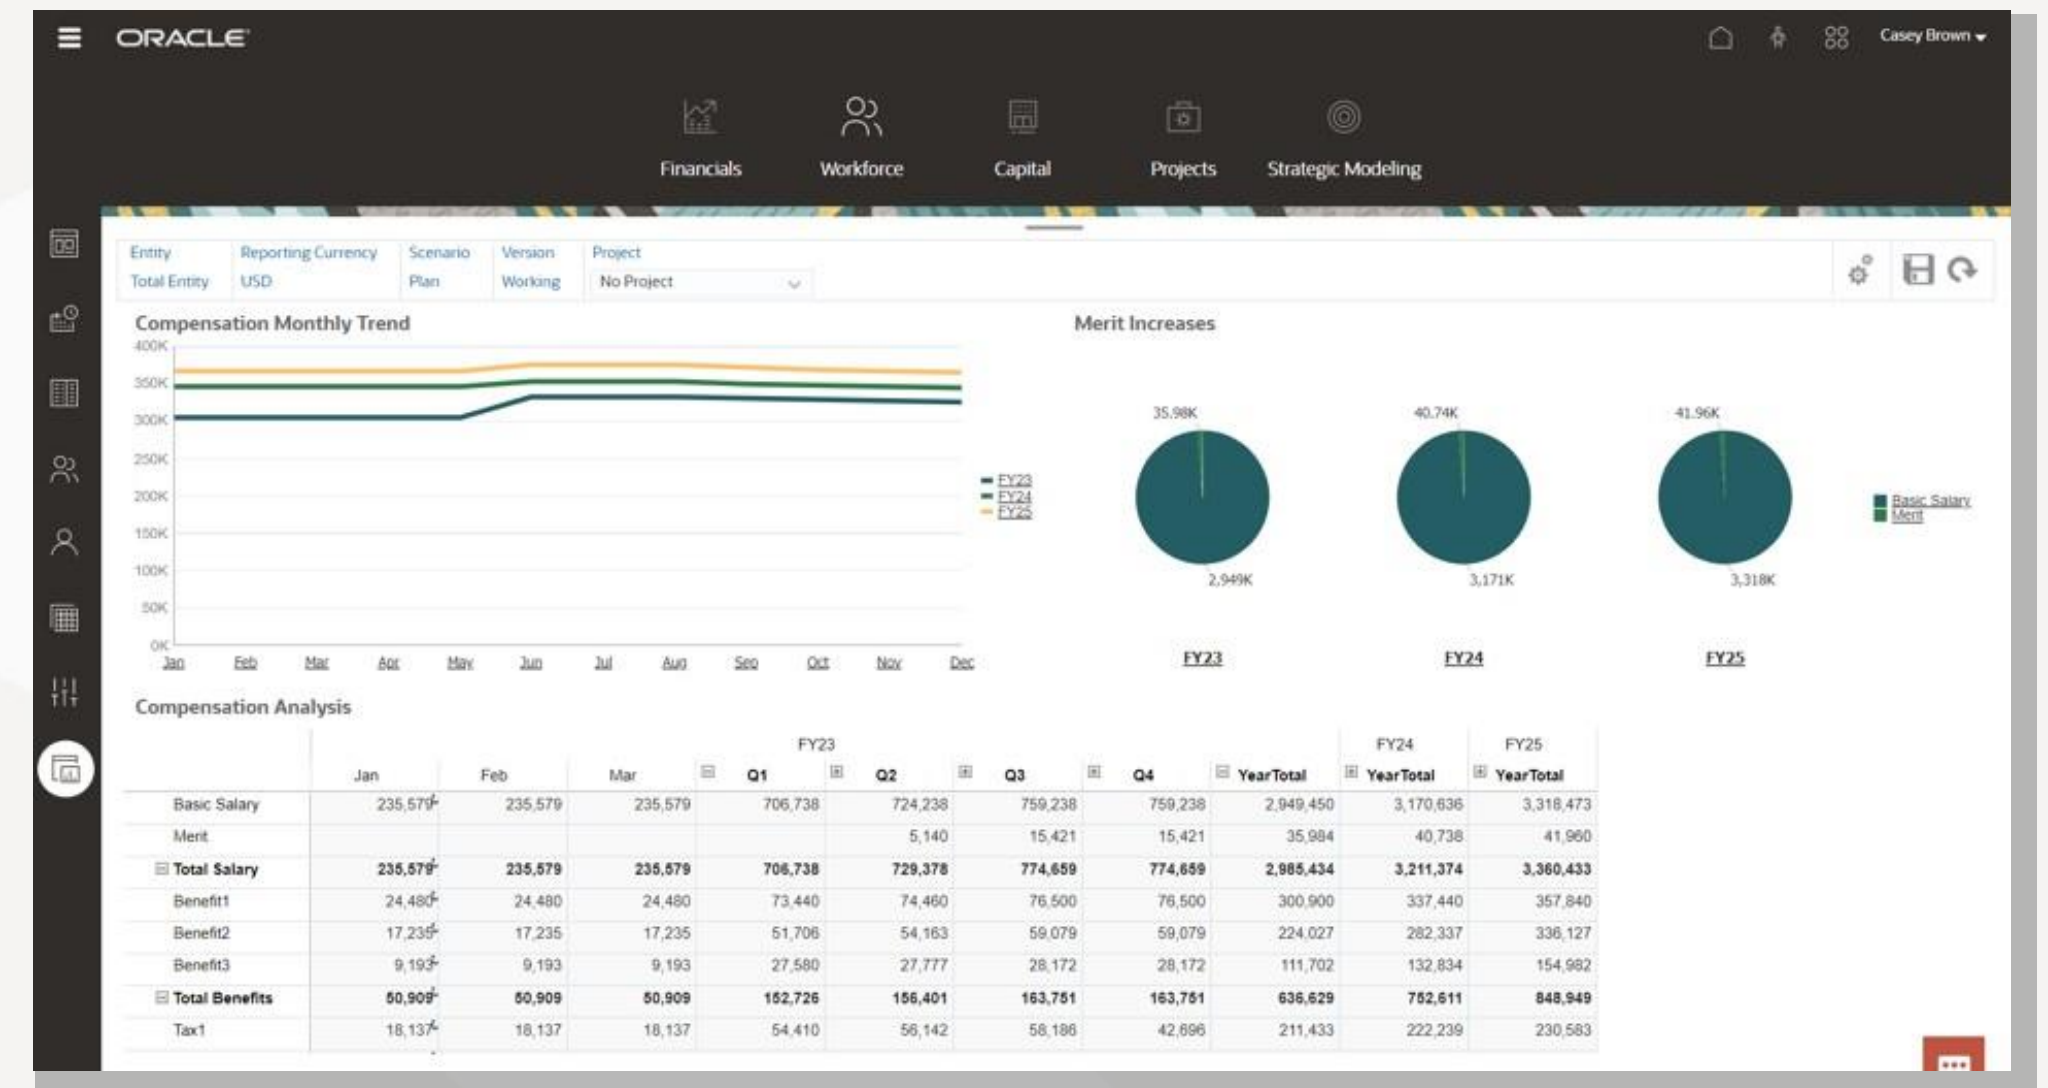 ORACLE
Casey Brown
Financials Workforce Capital Projects Strategic Modeling
Entity Reporting Currency Scenario Version Project
Total Entity USD Plan Working No Project
Compensation Monthly Trend
400K
350K
300K
250K
200K
150K
100K
50K
0K
Jan Feb Mar Apr May Jun Jul Aug Sep Oct Nov Dec
FY23
FY24
FY25
Merit Increases
35.98K 40.74K 41.96K
2,949K 3,171K 3,318K
FY23 FY24 FY25
Basic Salary
Merit
Compensation Analysis
FY23 FY24 FY25
Jan Feb Mar Q1 Q2 Q3 Q4 YearTotal YearTotal YearTotal
Basic Salary 235,579 235,579 235,579 706,738 724,238 759,238 759,238 2,949,450 3,170,636 3,318,473
Merit 5,140 15,421 15,421 35,984 40,738 41,960
Total Salary 235,579 235,579 235,579 706,738 729,378 774,659 774,659 2,985,434 3,211,374 3,360,433
Benefit1 24,480 24,480 24,480 73,440 74,460 76,500 76,500 300,900 337,440 357,840
Benefit2 17,235 17,235 17,235 51,706 54,163 59,079 59,079 224,027 282,337 336,127
Benefit3 9,193 9,193 9,193 27,580 27,777 28,172 28,172 111,702 132,834 154,982
Total Benefits 50,909 50,909 50,909 152,726 156,401 163,751 163,751 636,629 752,611 848,949
Tax1 18,137 18,137 18,137 54,410 56,142 58,186 42,696 211,433 222,239 230,583